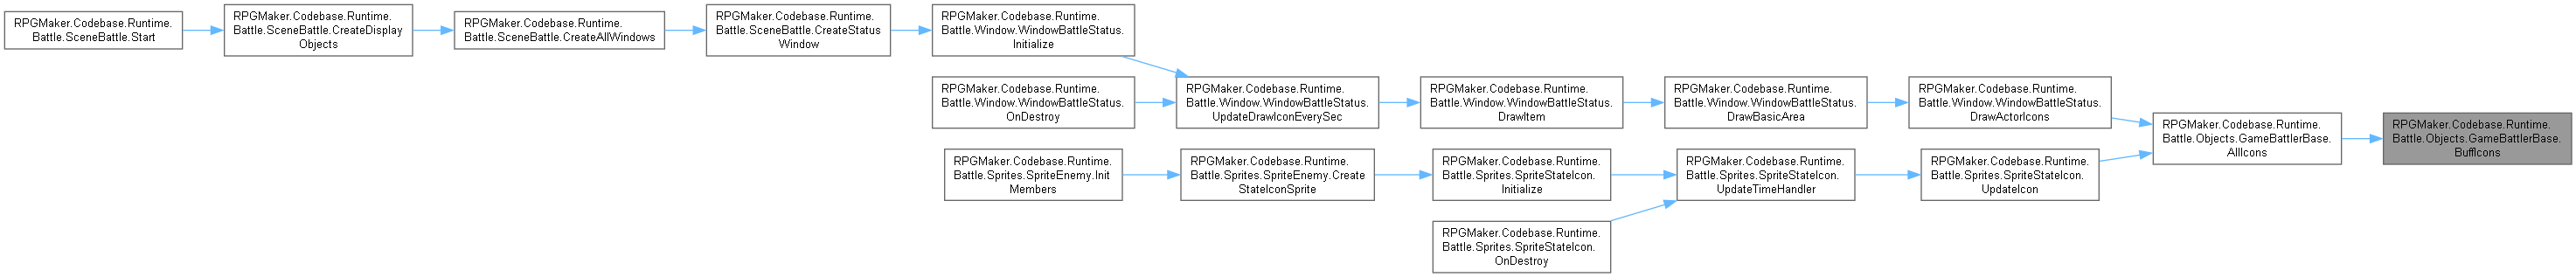 RPGMaker.Codebase.Runtime.
Battle.SceneBattle.Start
RPGMaker.Codebase.Runtime.
Battle.SceneBattle.CreateDisplay
Objects
RPGMaker.Codebase.Runtime.
Battle.SceneBattle.CreateAllWindows
RPGMaker.Codebase.Runtime.
Battle.SceneBattle.CreateStatus
Window
RPGMaker.Codebase.Runtime.
Battle.Window.WindowBattleStatus.
Initialize
RPGMaker.Codebase.Runtime.
Battle.Window.WindowBattleStatus.
OnDestroy
RPGMaker.Codebase.Runtime.
Battle.Window.WindowBattleStatus.
UpdateDrawIconEverySec
RPGMaker.Codebase.Runtime.
Battle.Window.WindowBattleStatus.
DrawItem
RPGMaker.Codebase.Runtime.
Battle.Window.WindowBattleStatus.
DrawBasicArea
RPGMaker.Codebase.Runtime.
Battle.Window.WindowBattleStatus.
DrawActorIcons
RPGMaker.Codebase.Runtime.
Battle.Objects.GameBattlerBase.
AllIcons
RPGMaker.Codebase.Runtime.
Battle.Objects.GameBattlerBase.
BuffIcons
RPGMaker.Codebase.Runtime.
Battle.Sprites.SpriteEnemy.Init
Members
RPGMaker.Codebase.Runtime.
Battle.Sprites.SpriteEnemy.Create
StateIconSprite
RPGMaker.Codebase.Runtime.
Battle.Sprites.SpriteStateIcon.
Initialize
RPGMaker.Codebase.Runtime.
Battle.Sprites.SpriteStateIcon.
UpdateTimeHandler
RPGMaker.Codebase.Runtime.
Battle.Sprites.SpriteStateIcon.
UpdateIcon
RPGMaker.Codebase.Runtime.
Battle.Sprites.SpriteStateIcon.
OnDestroy